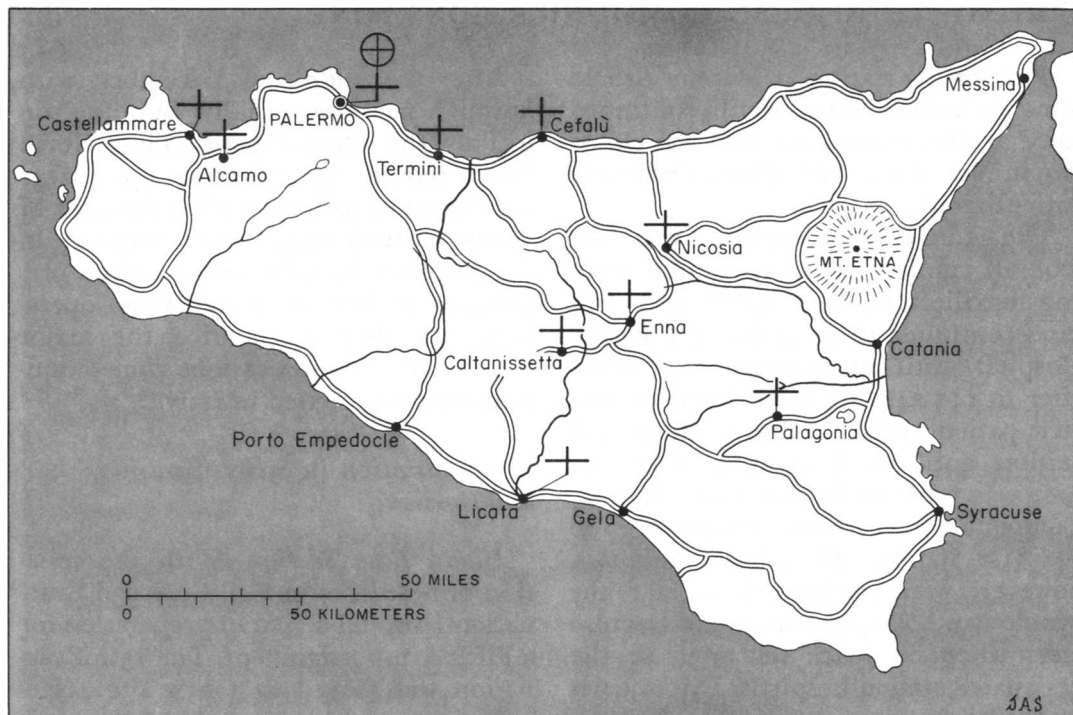 Messina
Castellammare
PALERMO
Cefalù
Alcamo
Termini
Nicosia
MT. ETNA
Enna
Catania
Caltanissetta
Palagonia
Porto Empedocle
Licata
Gela
Syracuse
0 50 MILES
0 50 KILOMETERS
JAS